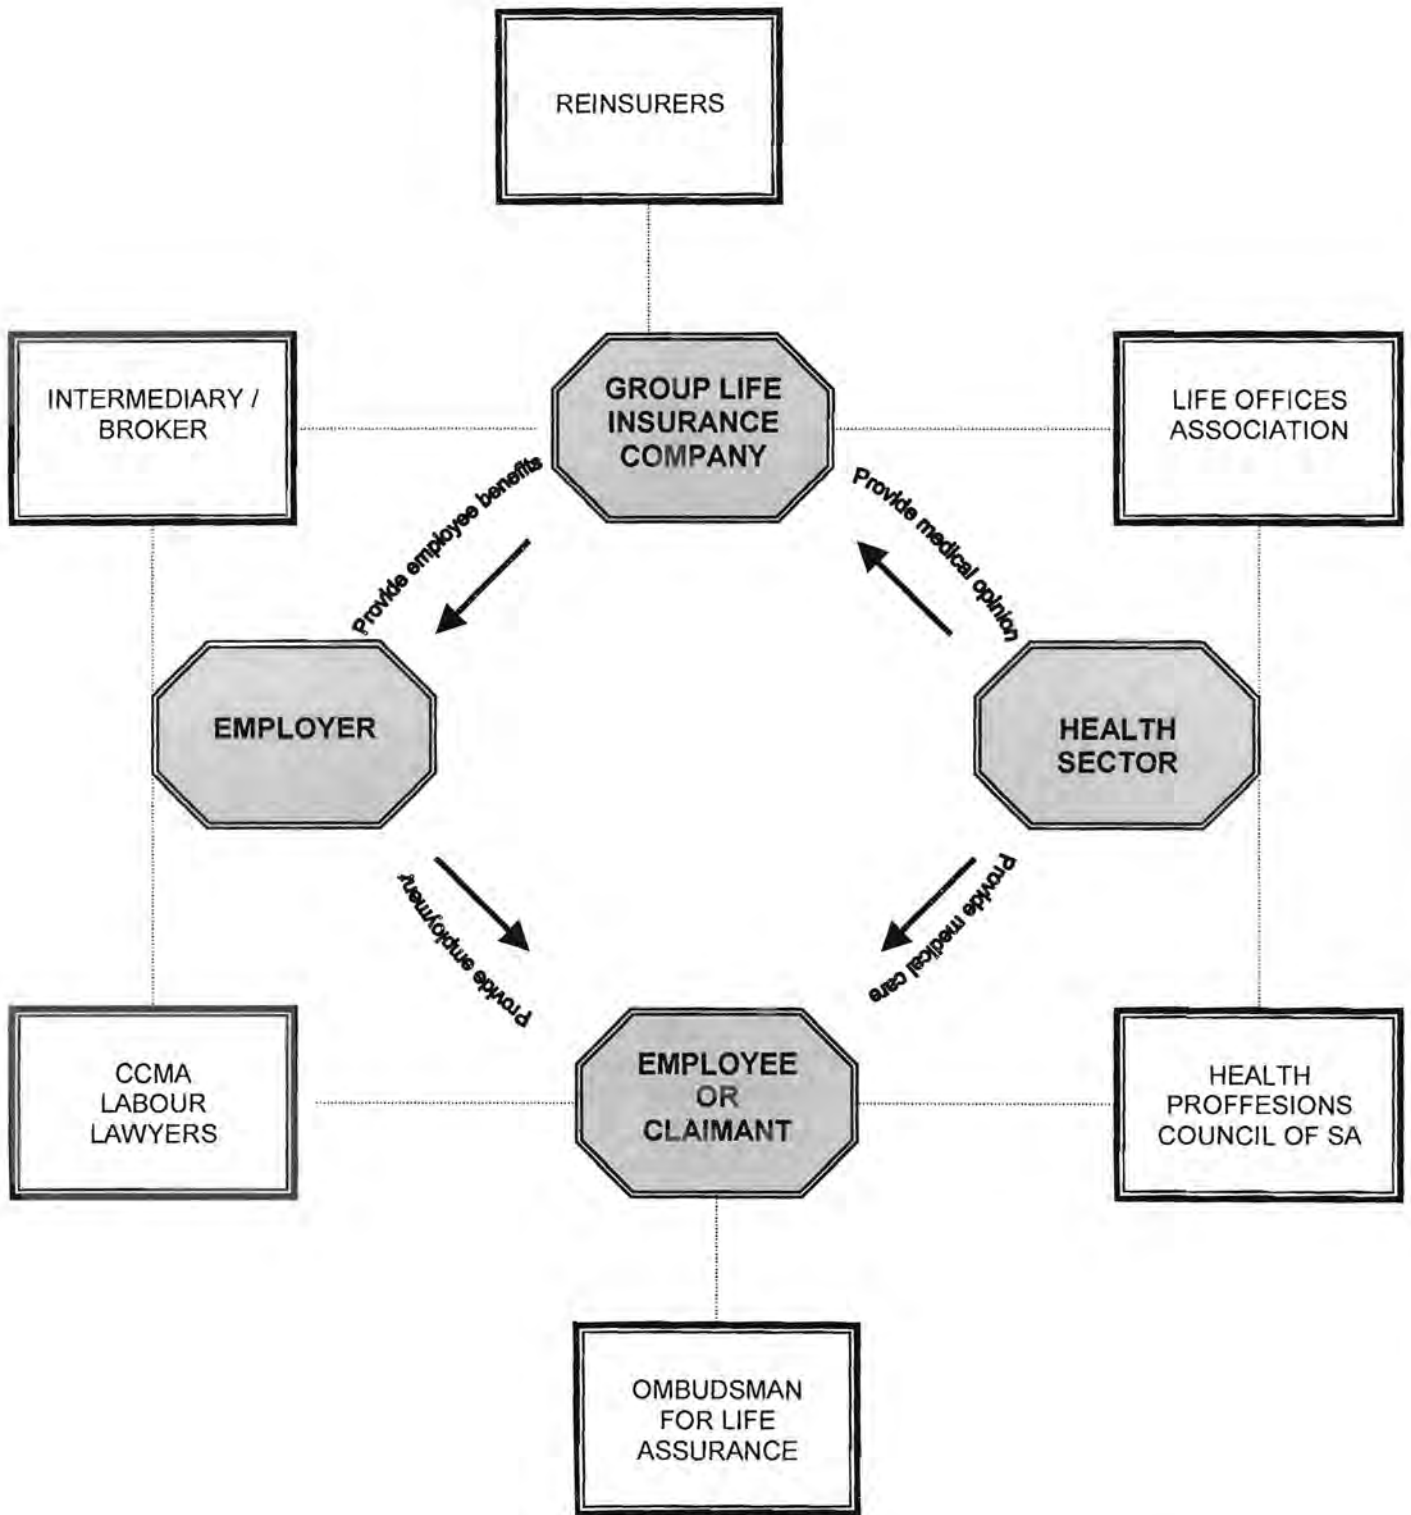 REINSURERS
INTERMEDIARY /
BROKER
GROUP LIFE
INSURANCE
COMPANY
LIFE OFFICES
ASSOCIATION
Provide employee benefits
Provide medical opinion
EMPLOYER
HEALTH
SECTOR
Provide employment
Provide medical care
CCMA
LABOUR
LAWYERS
EMPLOYEE
OR
CLAIMANT
HEALTH
PROFFESIONS
COUNCIL OF SA
OMBUDSMAN
FOR LIFE
ASSURANCE